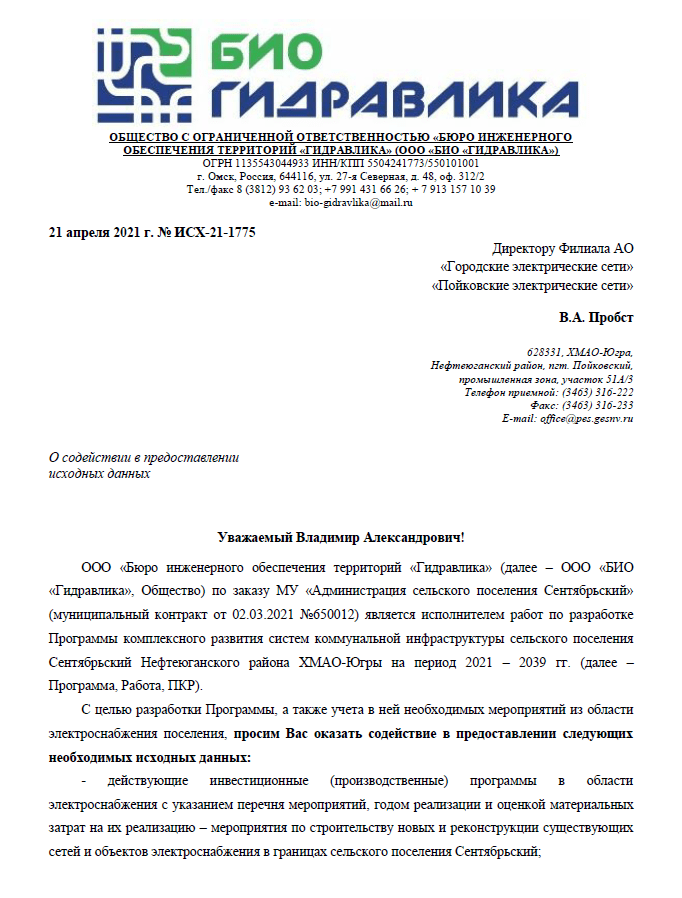 БИО
ГИДРАВЛИКА
ОБЩЕСТВО С ОГРАНИЧЕННОЙ ОТВЕТСТВЕННОСТЬЮ «БЮРО ИНЖЕНЕРНОГО
ОБЕСПЕЧЕНИЯ ТЕРРИТОРИЙ «ГИДРАВЛИКА» (ООО «БИО «ГИДРАВЛИКА»)
ОГРН 1135543044933 ИНН/КПП 5504241773/550101001
г. Омск, Россия, 644116, ул. 27-я Северная, д. 48, оф. 312/2
Тел./факс 8 (3812) 93 62 03; +7 991 431 66 26; + 7 913 157 10 39
e-mail: bio-gidravlika@mail.ru
21 апреля 2021 г. № ИСХ-21-1775
Директору Филиала АО
«Городские электрические сети»
«Пойковские электрические сети»
В.А. Пробст
628331, ХМАО-Югра,
Нефтеюганский район, пгт. Пойковский,
промышленная зона, участок 51А/3
Телефон приемной: (3463) 316-222
Факс: (3463) 316-233
E-mail: office@pes.gesnv.ru
О содействии в предоставлении
исходных данных
Уважаемый Владимир Александрович!
ООО «Бюро инженерного обеспечения территорий «Гидравлика» (далее – ООО «БИО
«Гидравлика», Общество) по заказу МУ «Администрация сельского поселения Сентябрьский»
(муниципальный контракт от 02.03.2021 №650012) является исполнителем работ по разработке
Программы комплексного развития систем коммунальной инфраструктуры сельского поселения
Сентябрьский Нефтеюганского района ХМАО-Югры на период 2021 – 2039 гг. (далее –
Программа, Работа, ПКР).
С целью разработки Программы, а также учета в ней необходимых мероприятий из области
электроснабжения поселения, просим Вас оказать содействие в предоставлении следующих
необходимых исходных данных:
- действующие инвестиционные (производственные) программы в области
электроснабжения с указанием перечня мероприятий, годом реализации и оценкой материальных
затрат на их реализацию – мероприятия по строительству новых и реконструкции существующих
сетей и объектов электроснабжения в границах сельского поселения Сентябрьский;